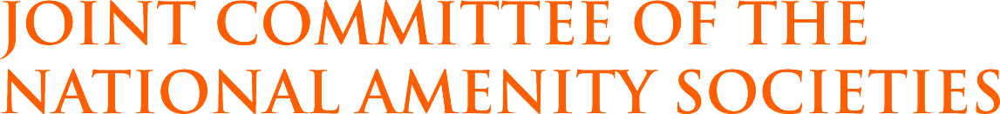 JOINT COMMITTEE OF THE
NATIONAL AMENITY SOCIETIES